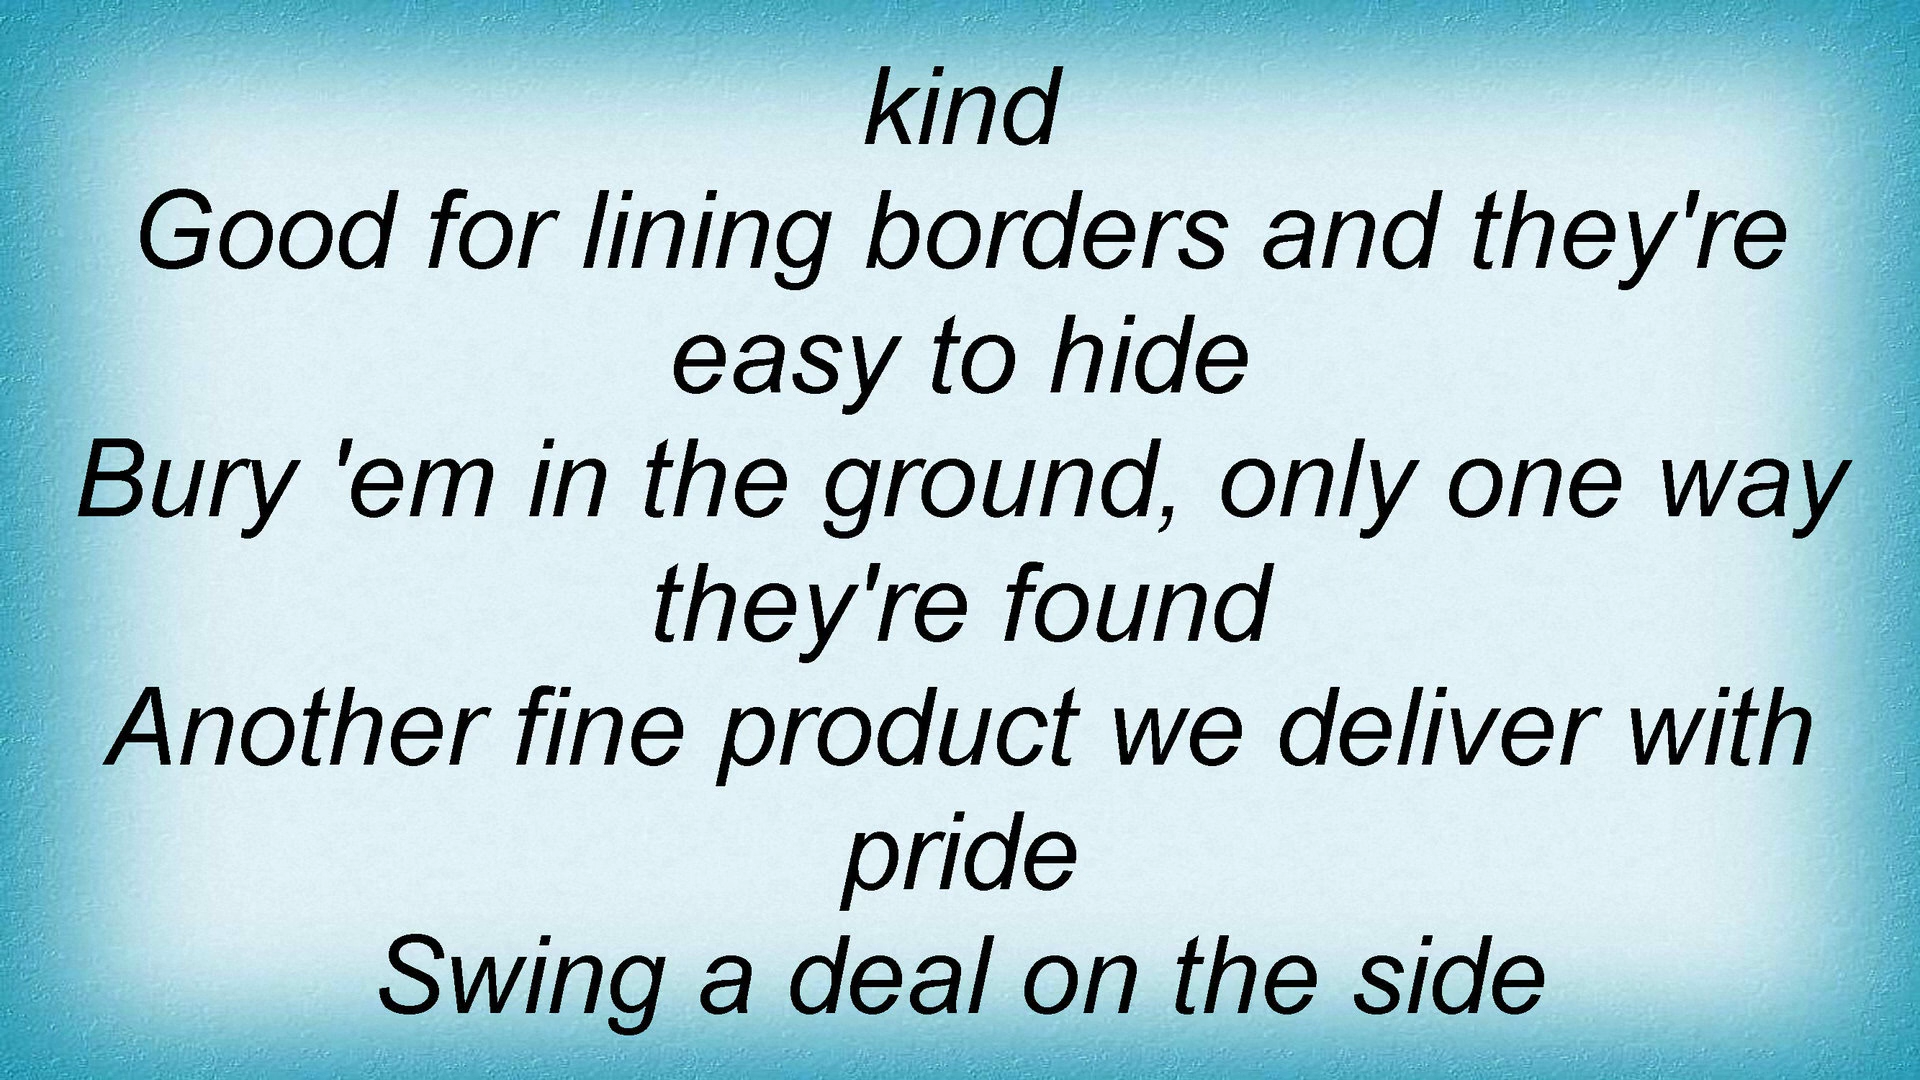 kind
Good for lining borders and they're
easy to hide
Bury 'em in the ground, only one way
they're found
Another fine product we deliver with
pride
Swing a deal on the side